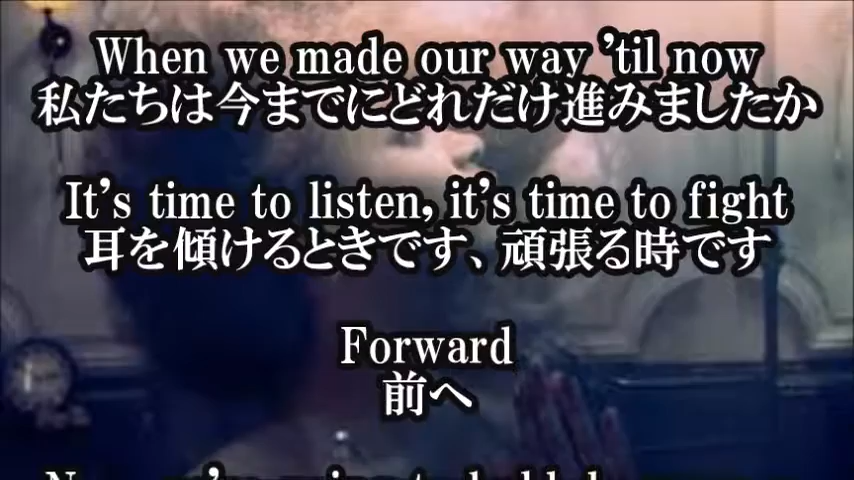 When we made our way ’til now
私たちは今までにどれだけ進みましたか
It’s time to listen, it’s time to fight
耳を傾けるときです、頑張る時です
Forward
前へ